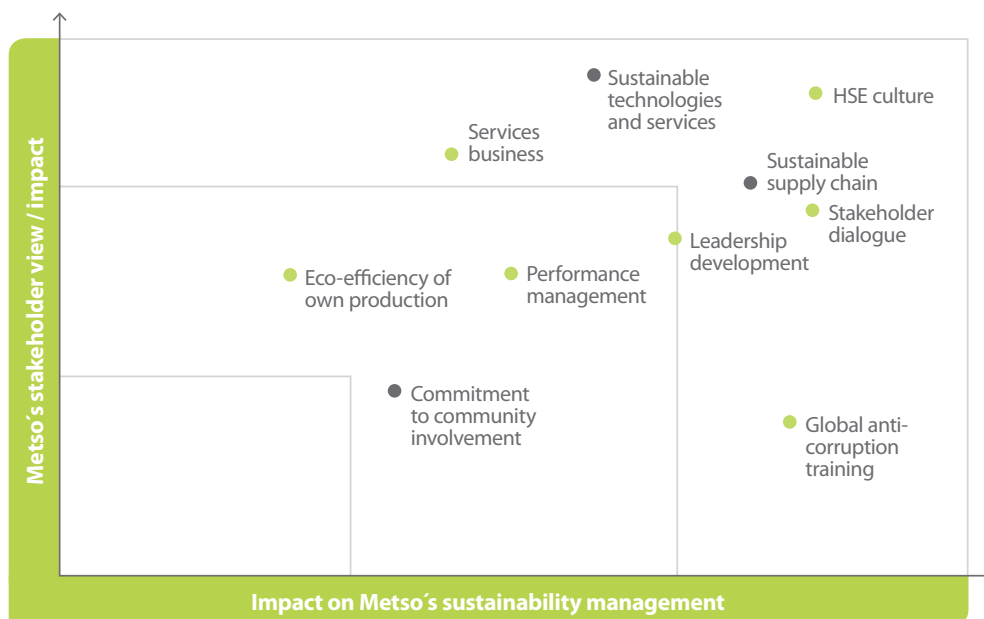 Metso´s stakeholder view / impact
Sustainable
technologies
and services
HSE culture
Services
business
Sustainable
supply chain
Stakeholder
dialogue
Leadership
development
Eco-efficiency of
own production
Performance
management
Commitment
to community
involvement
Global anti-
corruption
training
Impact on Metso´s sustainability management